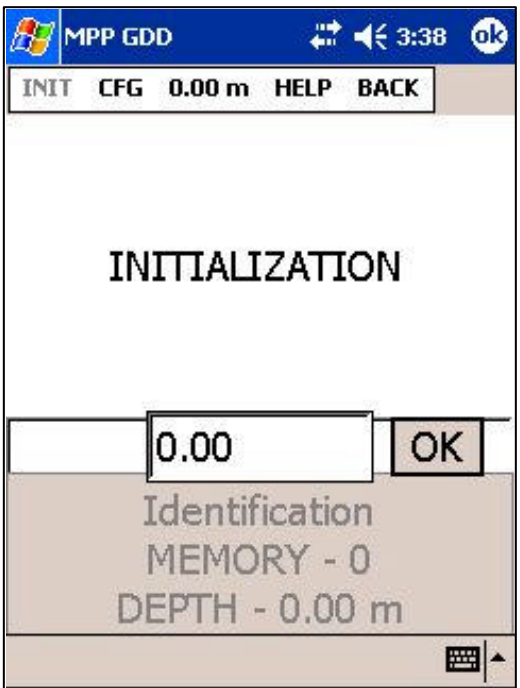 MPP GDD 3:38 ok
INIT CFG 0.00 m HELP BACK
INITIALIZATION
0.00 OK
Identification
MEMORY - 0
DEPTH - 0.00 m